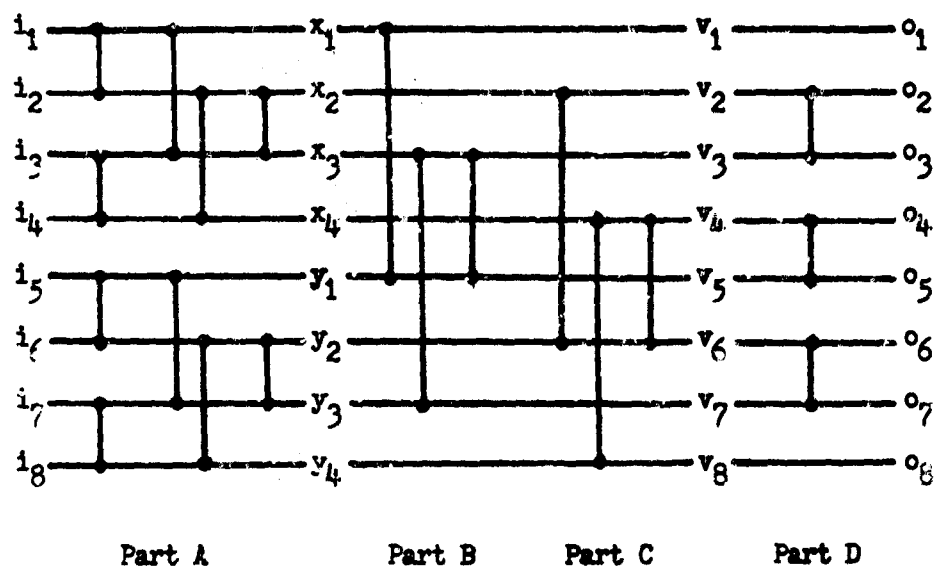 i1 x1 v1 o1
i2 x2 v2 o2
i3 x3 v3 o3
i4 x4 v4 o4
i5 y1 v5 o5
i6 y2 v6 o6
i7 y3 v7 o7
i8 y4 v8 o8
Part A Part B Part C Part D